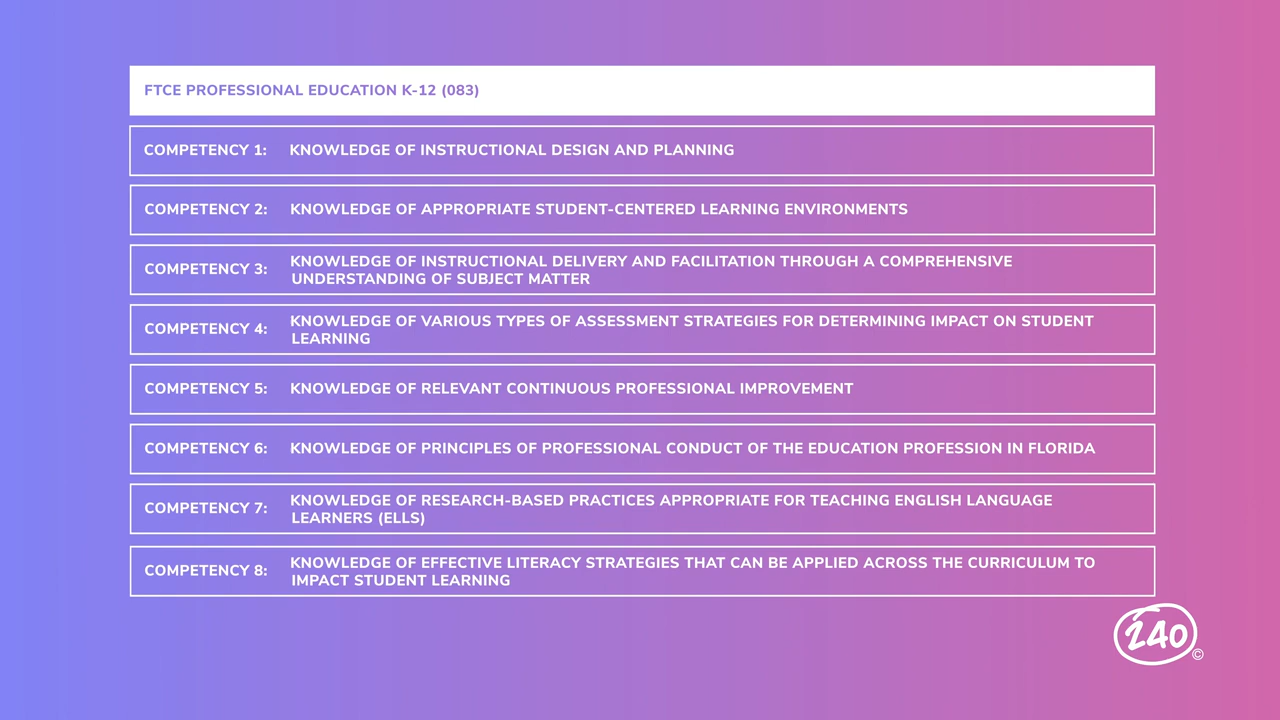 FTCE PROFESSIONAL EDUCATION K-12 (083)
COMPETENCY 1: KNOWLEDGE OF INSTRUCTIONAL DESIGN AND PLANNING
COMPETENCY 2: KNOWLEDGE OF APPROPRIATE STUDENT-CENTERED LEARNING ENVIRONMENTS
COMPETENCY 3: KNOWLEDGE OF INSTRUCTIONAL DELIVERY AND FACILITATION THROUGH A COMPREHENSIVE
UNDERSTANDING OF SUBJECT MATTER
COMPETENCY 4: KNOWLEDGE OF VARIOUS TYPES OF ASSESSMENT STRATEGIES FOR DETERMINING IMPACT ON STUDENT
LEARNING
COMPETENCY 5: KNOWLEDGE OF RELEVANT CONTINUOUS PROFESSIONAL IMPROVEMENT
COMPETENCY 6: KNOWLEDGE OF PRINCIPLES OF PROFESSIONAL CONDUCT OF THE EDUCATION PROFESSION IN FLORIDA
COMPETENCY 7: KNOWLEDGE OF RESEARCH-BASED PRACTICES APPROPRIATE FOR TEACHING ENGLISH LANGUAGE
LEARNERS (ELLS)
COMPETENCY 8: KNOWLEDGE OF EFFECTIVE LITERACY STRATEGIES THAT CAN BE APPLIED ACROSS THE CURRICULUM TO
IMPACT STUDENT LEARNING
240 ©